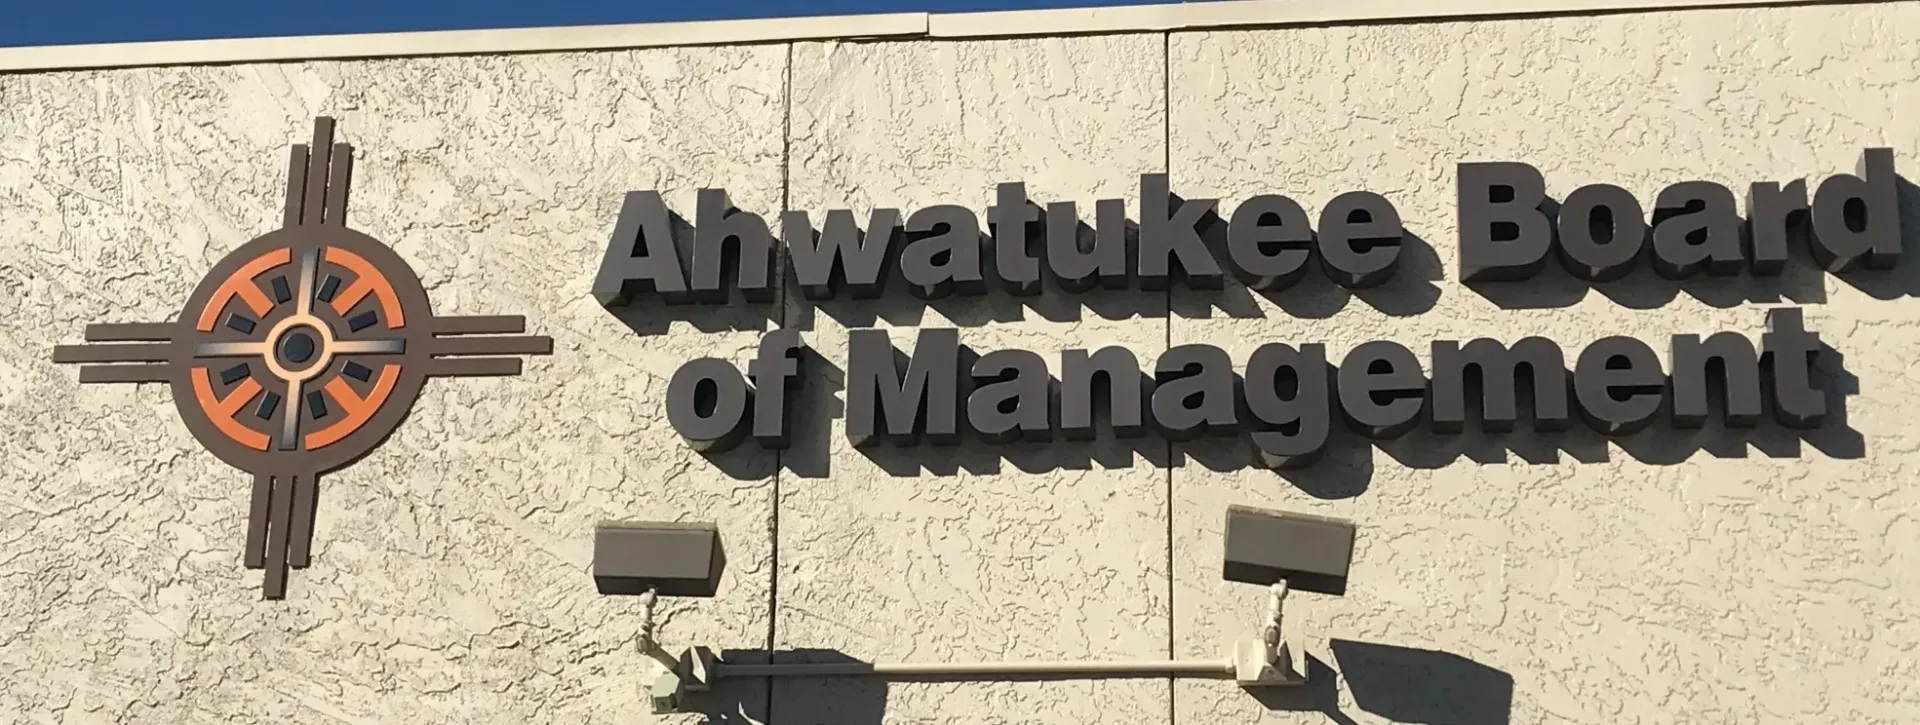 Ahwatukee Board
of Management